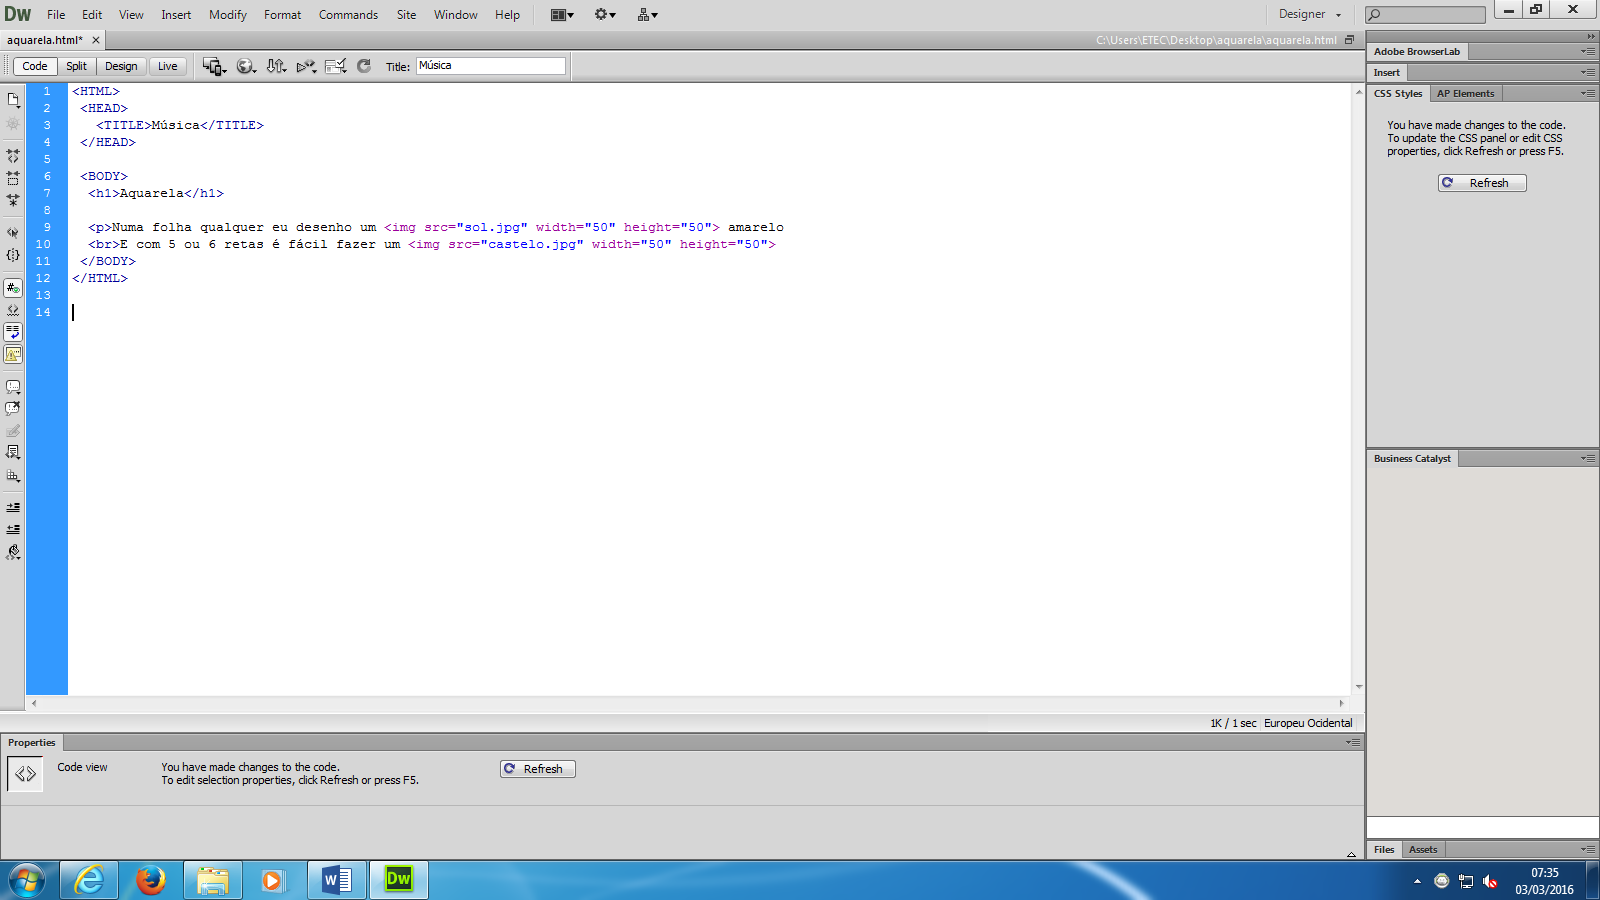 Dw File Edit View Insert Modify Format Commands Site Window Help Designer
aquarela.html* C:\Users\ETEC\Desktop\aquarela\aquarela.html
Code Split Design Live Title: Música
1 <HTML>
2 <HEAD>
3 <TITLE>Música</TITLE>
4 </HEAD>
5
6 <BODY>
7 <h1>Aquarela</h1>
8
9 <p>Numa folha qualquer eu desenho um <img src="sol.jpg" width="50" height="50"> amarelo
10 <br>E com 5 ou 6 retas é fácil fazer um <img src="castelo.jpg" width="50" height="50">
11 </BODY>
12 </HTML>
13
14
1K / 1 sec Europeu Ocidental
Properties
Code view
You have made changes to the code.
To edit selection properties, click Refresh or press F5.
Refresh
Adobe BrowserLab
Insert
CSS Styles AP Elements
You have made changes to the code.
To update the CSS panel or edit CSS
properties, click Refresh or press F5.
Refresh
Business Catalyst
Files Assets
W Dw
07:35
03/03/2016